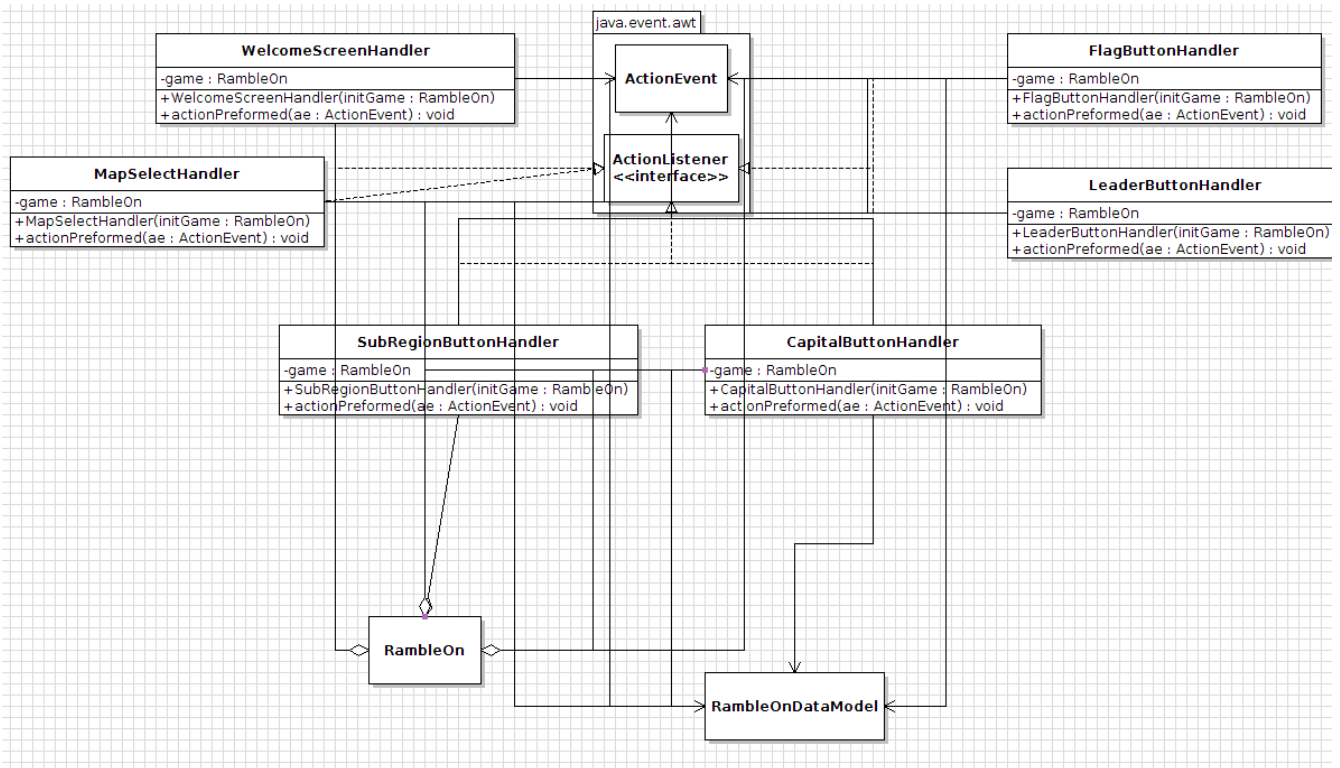 java.event.awt
WelcomeScreenHandler
-game : RambleOn
+WelcomeScreenHandler(initGame : RambleOn)
+actionPreformed(ae : ActionEvent) : void
ActionEvent
FlagButtonHandler
-game : RambleOn
+FlagButtonHandler(initGame : RambleOn)
+actionPreformed(ae : ActionEvent) : void
MapSelectHandler
-game : RambleOn
+MapSelectHandler(initGame : RambleOn)
+actionPreformed(ae : ActionEvent) : void
ActionListener
<<interface>>
LeaderButtonHandler
-game : RambleOn
+LeaderButtonHandler(initGame : RambleOn)
+actionPreformed(ae : ActionEvent) : void
SubRegionButtonHandler
-game : RambleOn
+SubRegionButtonHandler(initGame : RambleOn)
+actionPreformed(ae : ActionEvent) : void
CapitalButtonHandler
-game : RambleOn
+CapitalButtonHandler(initGame : RambleOn)
+actionPreformed(ae : ActionEvent) : void
RambleOn
RambleOnDataModel